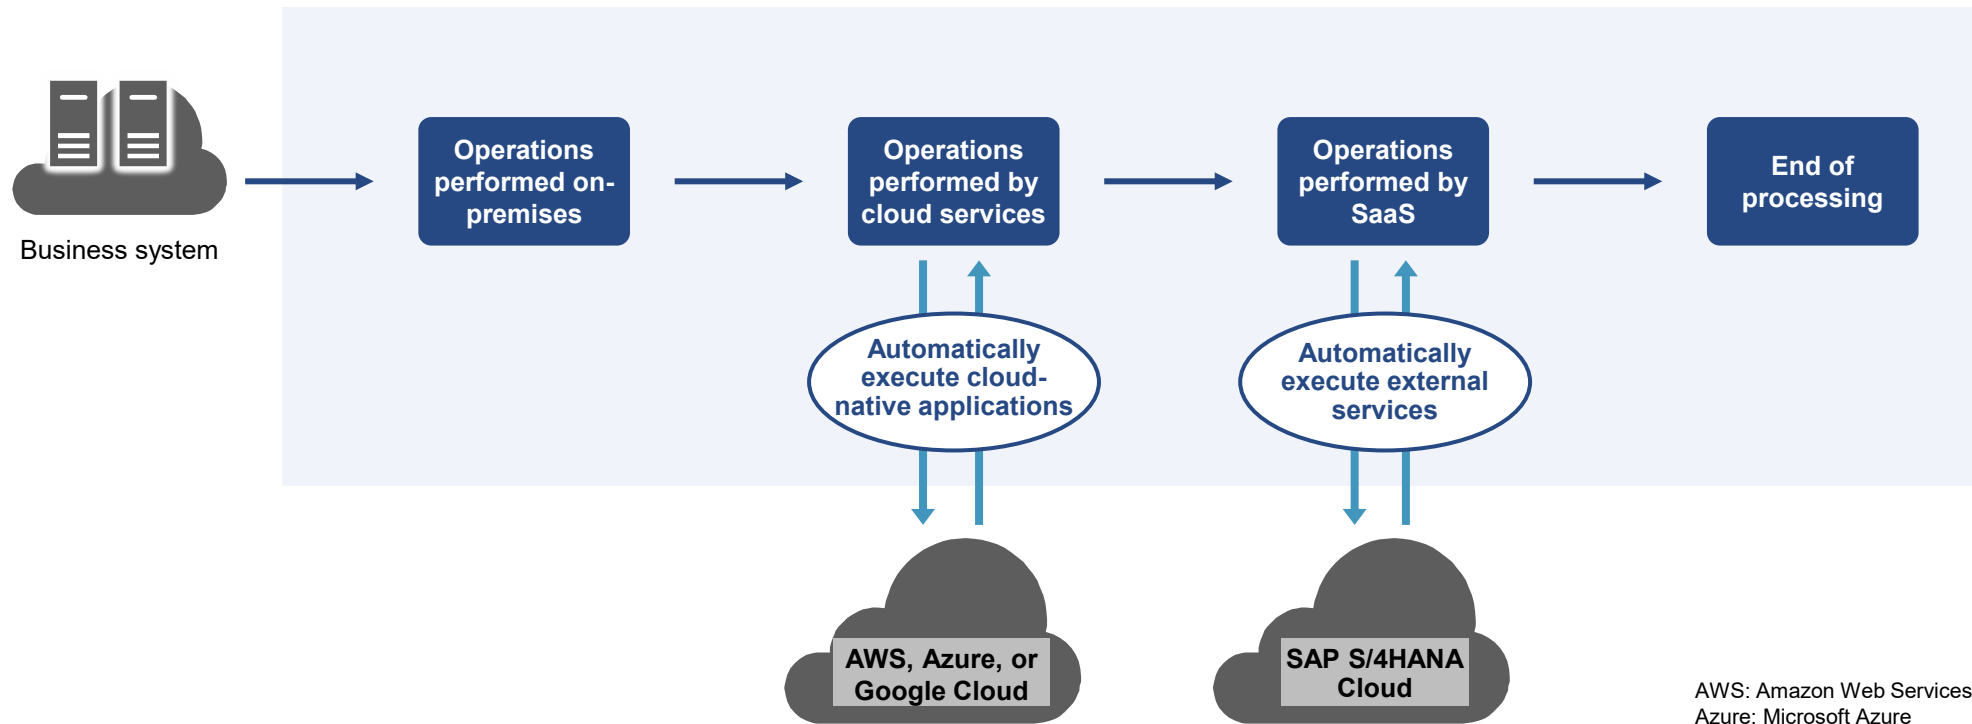 Business system
Operations
performed on-
premises
Operations
performed by
cloud services
Operations
performed by
SaaS
End of
processing
Automatically
execute cloud-
native applications
Automatically
execute external
services
AWS, Azure, or
Google Cloud
SAP S/4HANA
Cloud
AWS: Amazon Web Services
Azure: Microsoft Azure